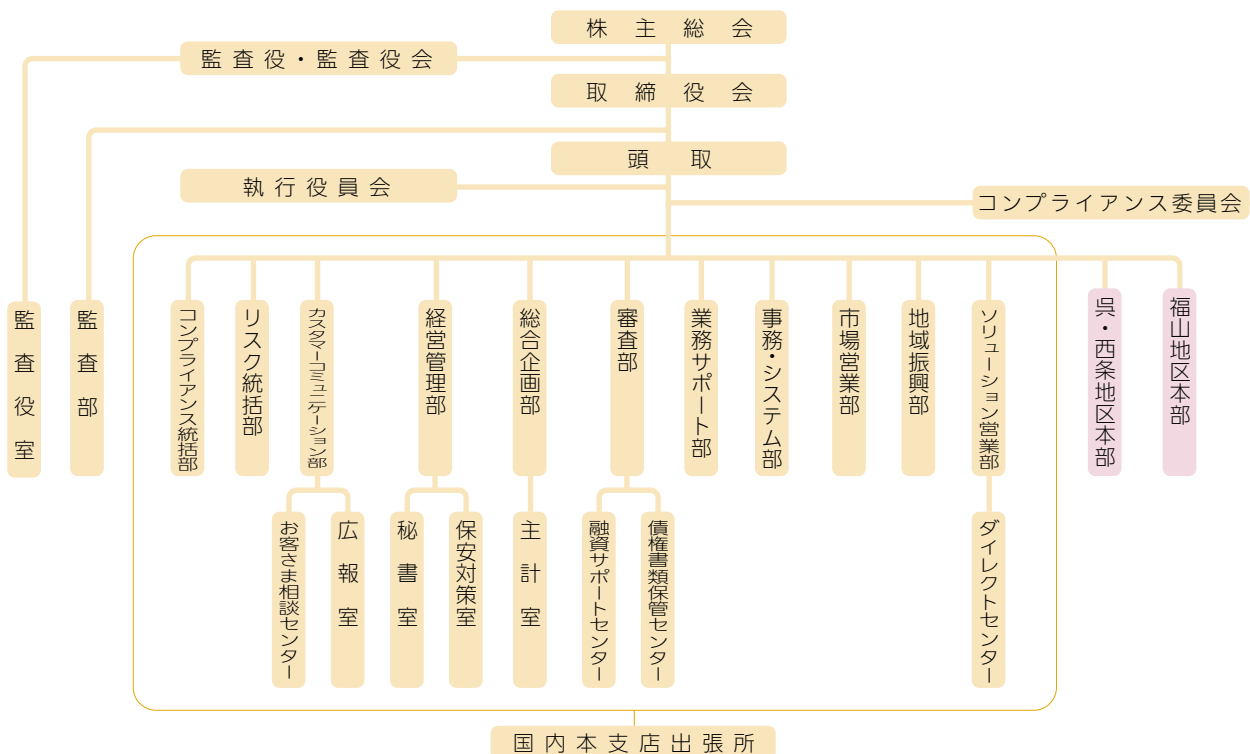 株主総会
監査役・監査役会
取締役会
頭取
執行役員会
コンプライアンス委員会
監査役室
監査部
コンプライアンス統括部
リスク統括部
カスタマーコミュニケーション部
経営管理部
総合企画部
審査部
業務サポート部
事務・システム部
市場営業部
地域振興部
ソリューション営業部
呉・西条地区本部
福山地区本部
お客さま相談センター
広報室
秘書室
保安対策室
主計室
融資サポートセンター
債権書類保管センター
ダイレクトセンター
国内本支店出張所